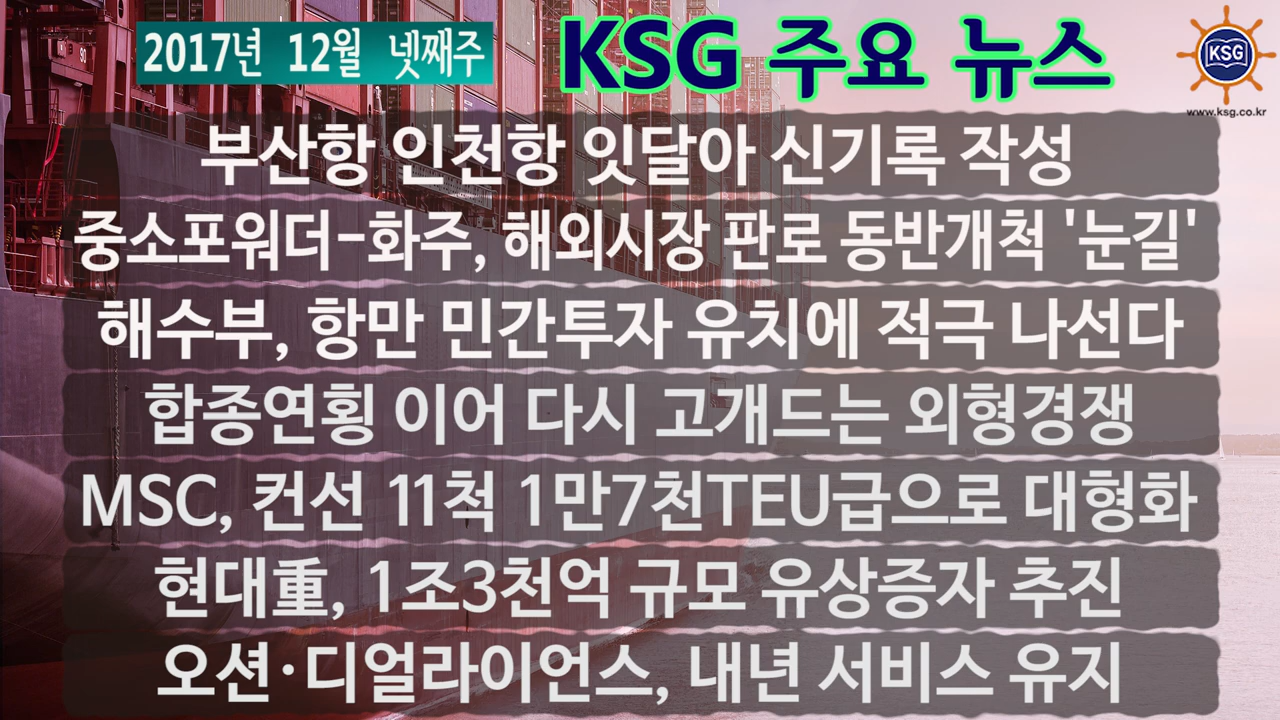 2017년 12월 넷째주
KSG 주요 뉴스
KSG
www.ksg.co.kr
부산항 인천항 잇달아 신기록 작성
중소포워더-화주, 해외시장 판로 동반개척 '눈길'
해수부, 항만 민간투자 유치에 적극 나선다
합종연횡 이어 다시 고개드는 외형경쟁
MSC, 컨선 11척 1만7천TEU급으로 대형화
현대重, 1조3천억 규모 유상증자 추진
오션·디얼라이언스, 내년 서비스 유지